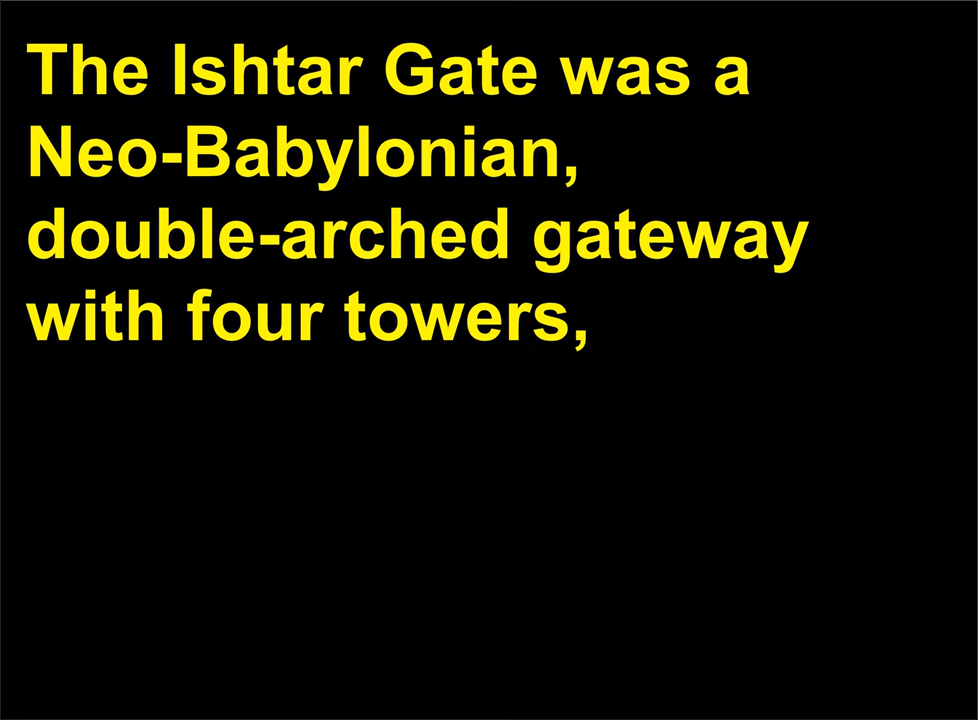 The Ishtar Gate was a
Neo-Babylonian,
double-arched gateway
with four towers,